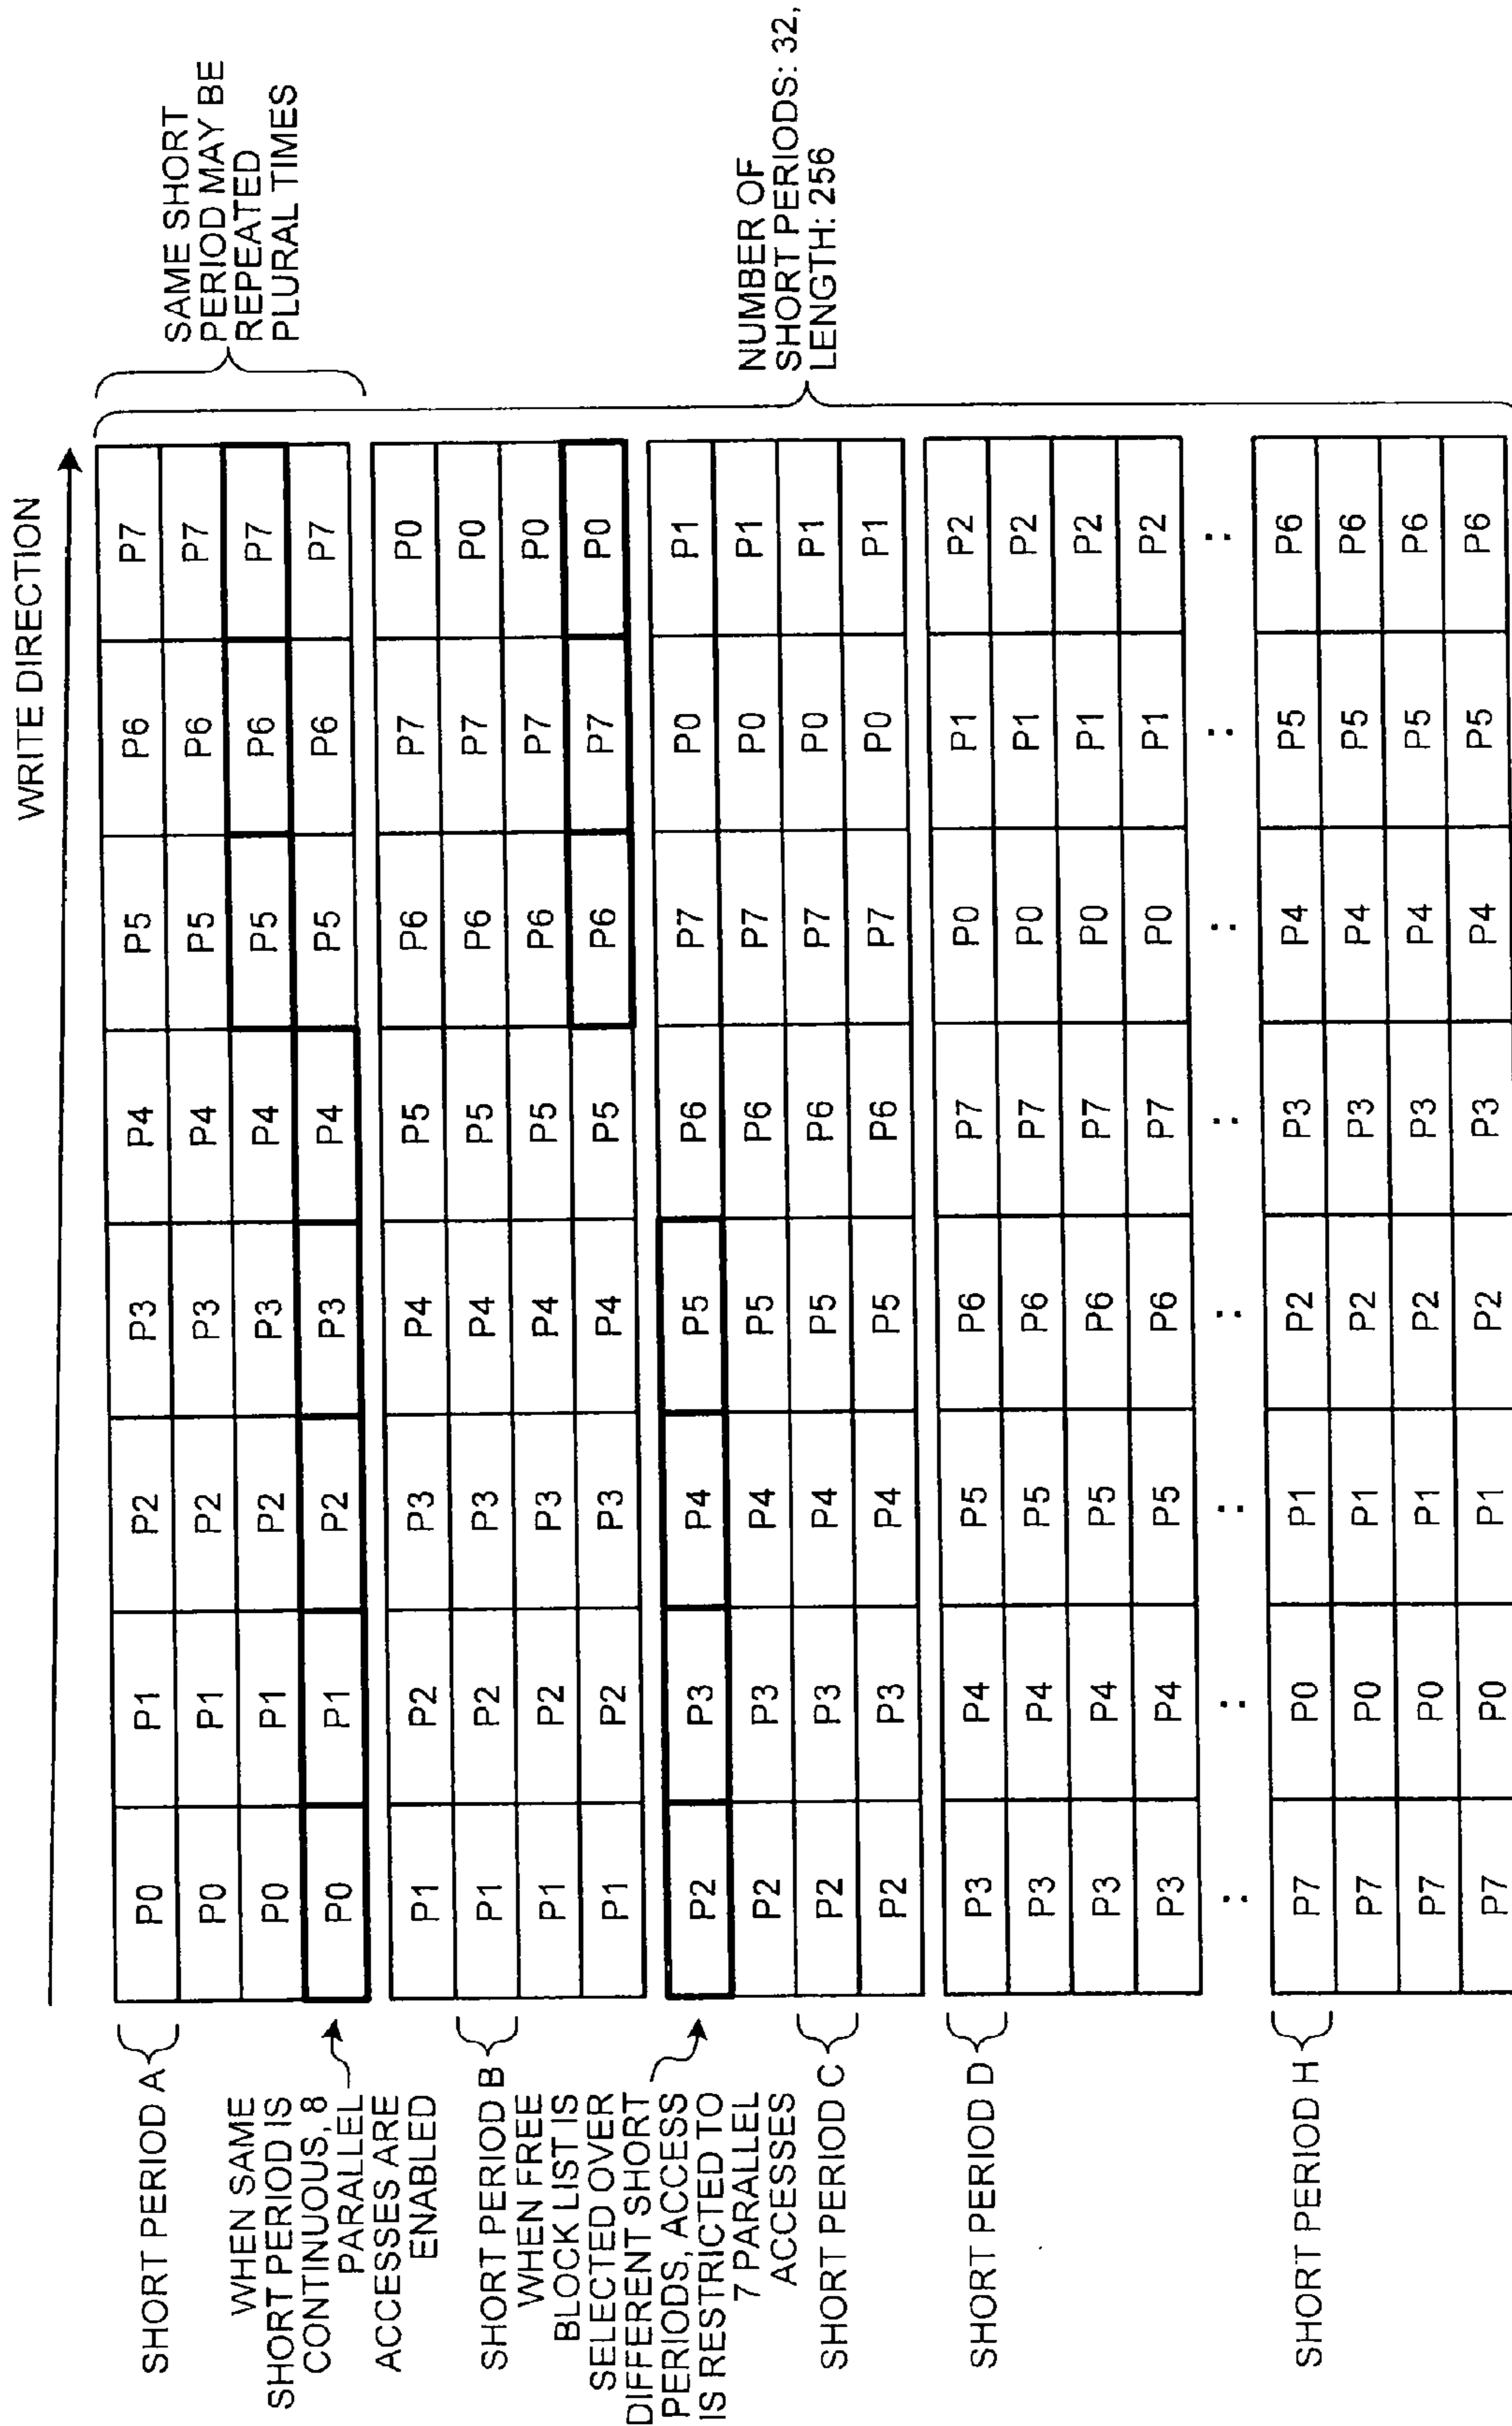 WRITE DIRECTION
SHORT PERIOD A
P0 P1 P2 P3 P4 P5 P6 P7
P0 P1 P2 P3 P4 P5 P6 P7
P0 P1 P2 P3 P4 P5 P6 P7
P0 P1 P2 P3 P4 P5 P6 P7
SAME SHORT
PERIOD MAY BE
REPEATED
PLURAL TIMES
WHEN SAME
SHORT PERIOD IS
CONTINUOUS, 8
PARALLEL
ACCESSES ARE
ENABLED
SHORT PERIOD B
P1 P2 P3 P4 P5 P6 P7 P0
P1 P2 P3 P4 P5 P6 P7 P0
P1 P2 P3 P4 P5 P6 P7 P0
P1 P2 P3 P4 P5 P6 P7 P0
WHEN FREE
BLOCK LIST IS
SELECTED OVER
DIFFERENT SHORT
PERIODS, ACCESS
IS RESTRICTED TO
7 PARALLEL
ACCESSES
SHORT PERIOD C
P2 P3 P4 P5 P6 P7 P0 P1
P2 P3 P4 P5 P6 P7 P0 P1
P2 P3 P4 P5 P6 P7 P0 P1
P2 P3 P4 P5 P6 P7 P0 P1
NUMBER OF
SHORT PERIODS: 32,
LENGTH: 256
SHORT PERIOD D
P3 P4 P5 P6 P7 P0 P1 P2
P3 P4 P5 P6 P7 P0 P1 P2
P3 P4 P5 P6 P7 P0 P1 P2
P3 P4 P5 P6 P7 P0 P1 P2
: : : : : : : :
SHORT PERIOD H
P7 P0 P1 P2 P3 P4 P5 P6
P7 P0 P1 P2 P3 P4 P5 P6
P7 P0 P1 P2 P3 P4 P5 P6
P7 P0 P1 P2 P3 P4 P5 P6